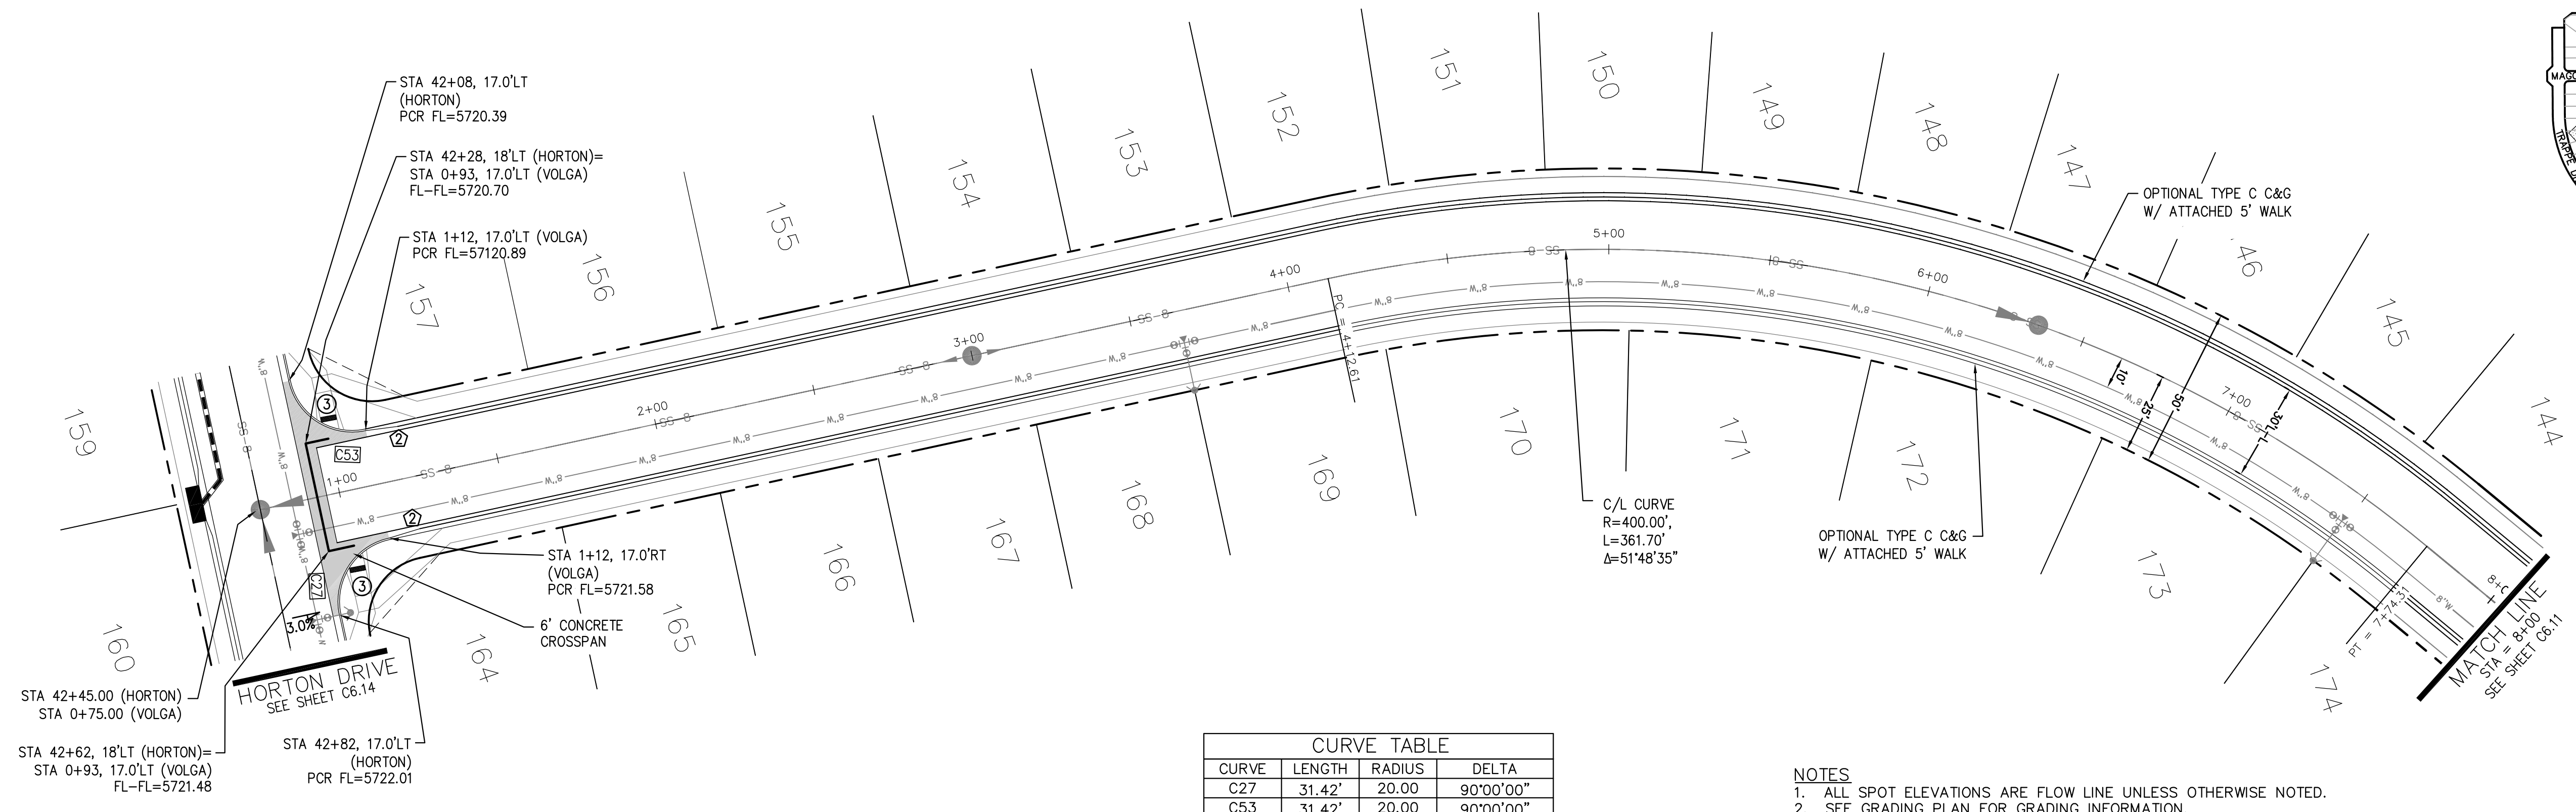 STA 42+08, 17.0'LT
(HORTON)
PCR FL=5720.39
STA 42+28, 18'LT (HORTON)=
STA 0+93, 17.0'LT (VOLGA)
FL-FL=5720.70
STA 1+12, 17.0'LT (VOLGA)
PCR FL=57120.89
159
160
157
156
155
154
153
152
151
150
149
148
147
146
145
144
164
165
166
167
168
169
170
171
172
173
174
OPTIONAL TYPE C C&G
W/ ATTACHED 5' WALK
1+00
2+00
3+00
4+00
5+00
6+00
7+00
PC = 4+12.61
PT = 7+74.31
C53
C27
2
2
3
3
3.0%
10'
25'
50'
30' L-L
C/L CURVE
R=400.00',
L=361.70'
Δ=51°48'35"
OPTIONAL TYPE C C&G
W/ ATTACHED 5' WALK
STA 1+12, 17.0'RT
(VOLGA)
PCR FL=5721.58
6' CONCRETE
CROSSPAN
HORTON DRIVE
SEE SHEET C6.14
STA 42+45.00 (HORTON)
STA 0+75.00 (VOLGA)
STA 42+62, 18'LT (HORTON)=
STA 0+93, 17.0'LT (VOLGA)
FL-FL=5721.48
STA 42+82, 17.0'LT
(HORTON)
PCR FL=5722.01
MATCH LINE
STA = 8+00
SEE SHEET C6.11
CURVE TABLE
CURVE LENGTH RADIUS DELTA
C27 31.42' 20.00 90°00'00"
C53 31.42' 20.00 90°00'00"
NOTES
1. ALL SPOT ELEVATIONS ARE FLOW LINE UNLESS OTHERWISE NOTED.
2. SEE GRADING PLAN FOR GRADING INFORMATION